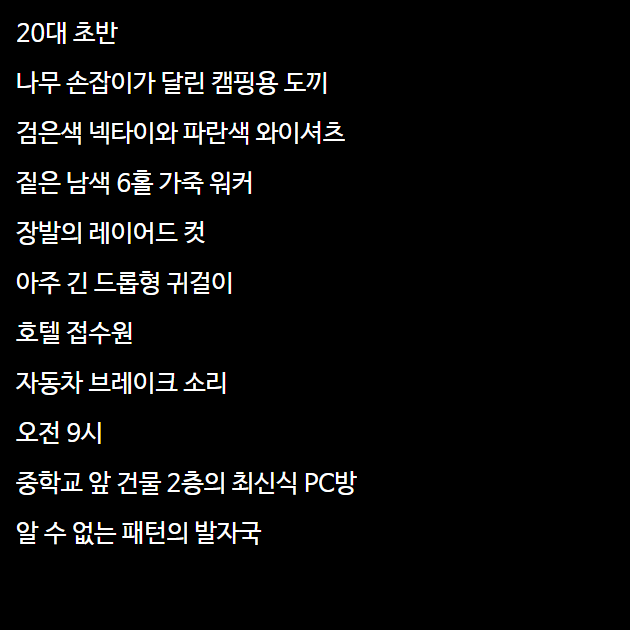 20대 초반
나무 손잡이가 달린 캠핑용 도끼
검은색 넥타이와 파란색 와이셔츠
짙은 남색 6홀 가죽 워커
장발의 레이어드 컷
아주 긴 드롭형 귀걸이
호텔 접수원
자동차 브레이크 소리
오전 9시
중학교 앞 건물 2층의 최신식 PC방
알 수 없는 패턴의 발자국